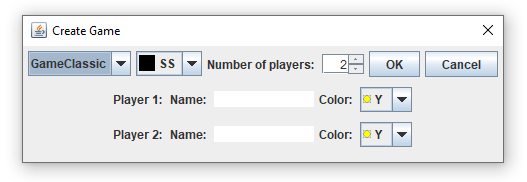 Create Game
GameClassic SS Number of players: 2 OK Cancel
Player 1: Name: Color: Y
Player 2: Name: Color: Y